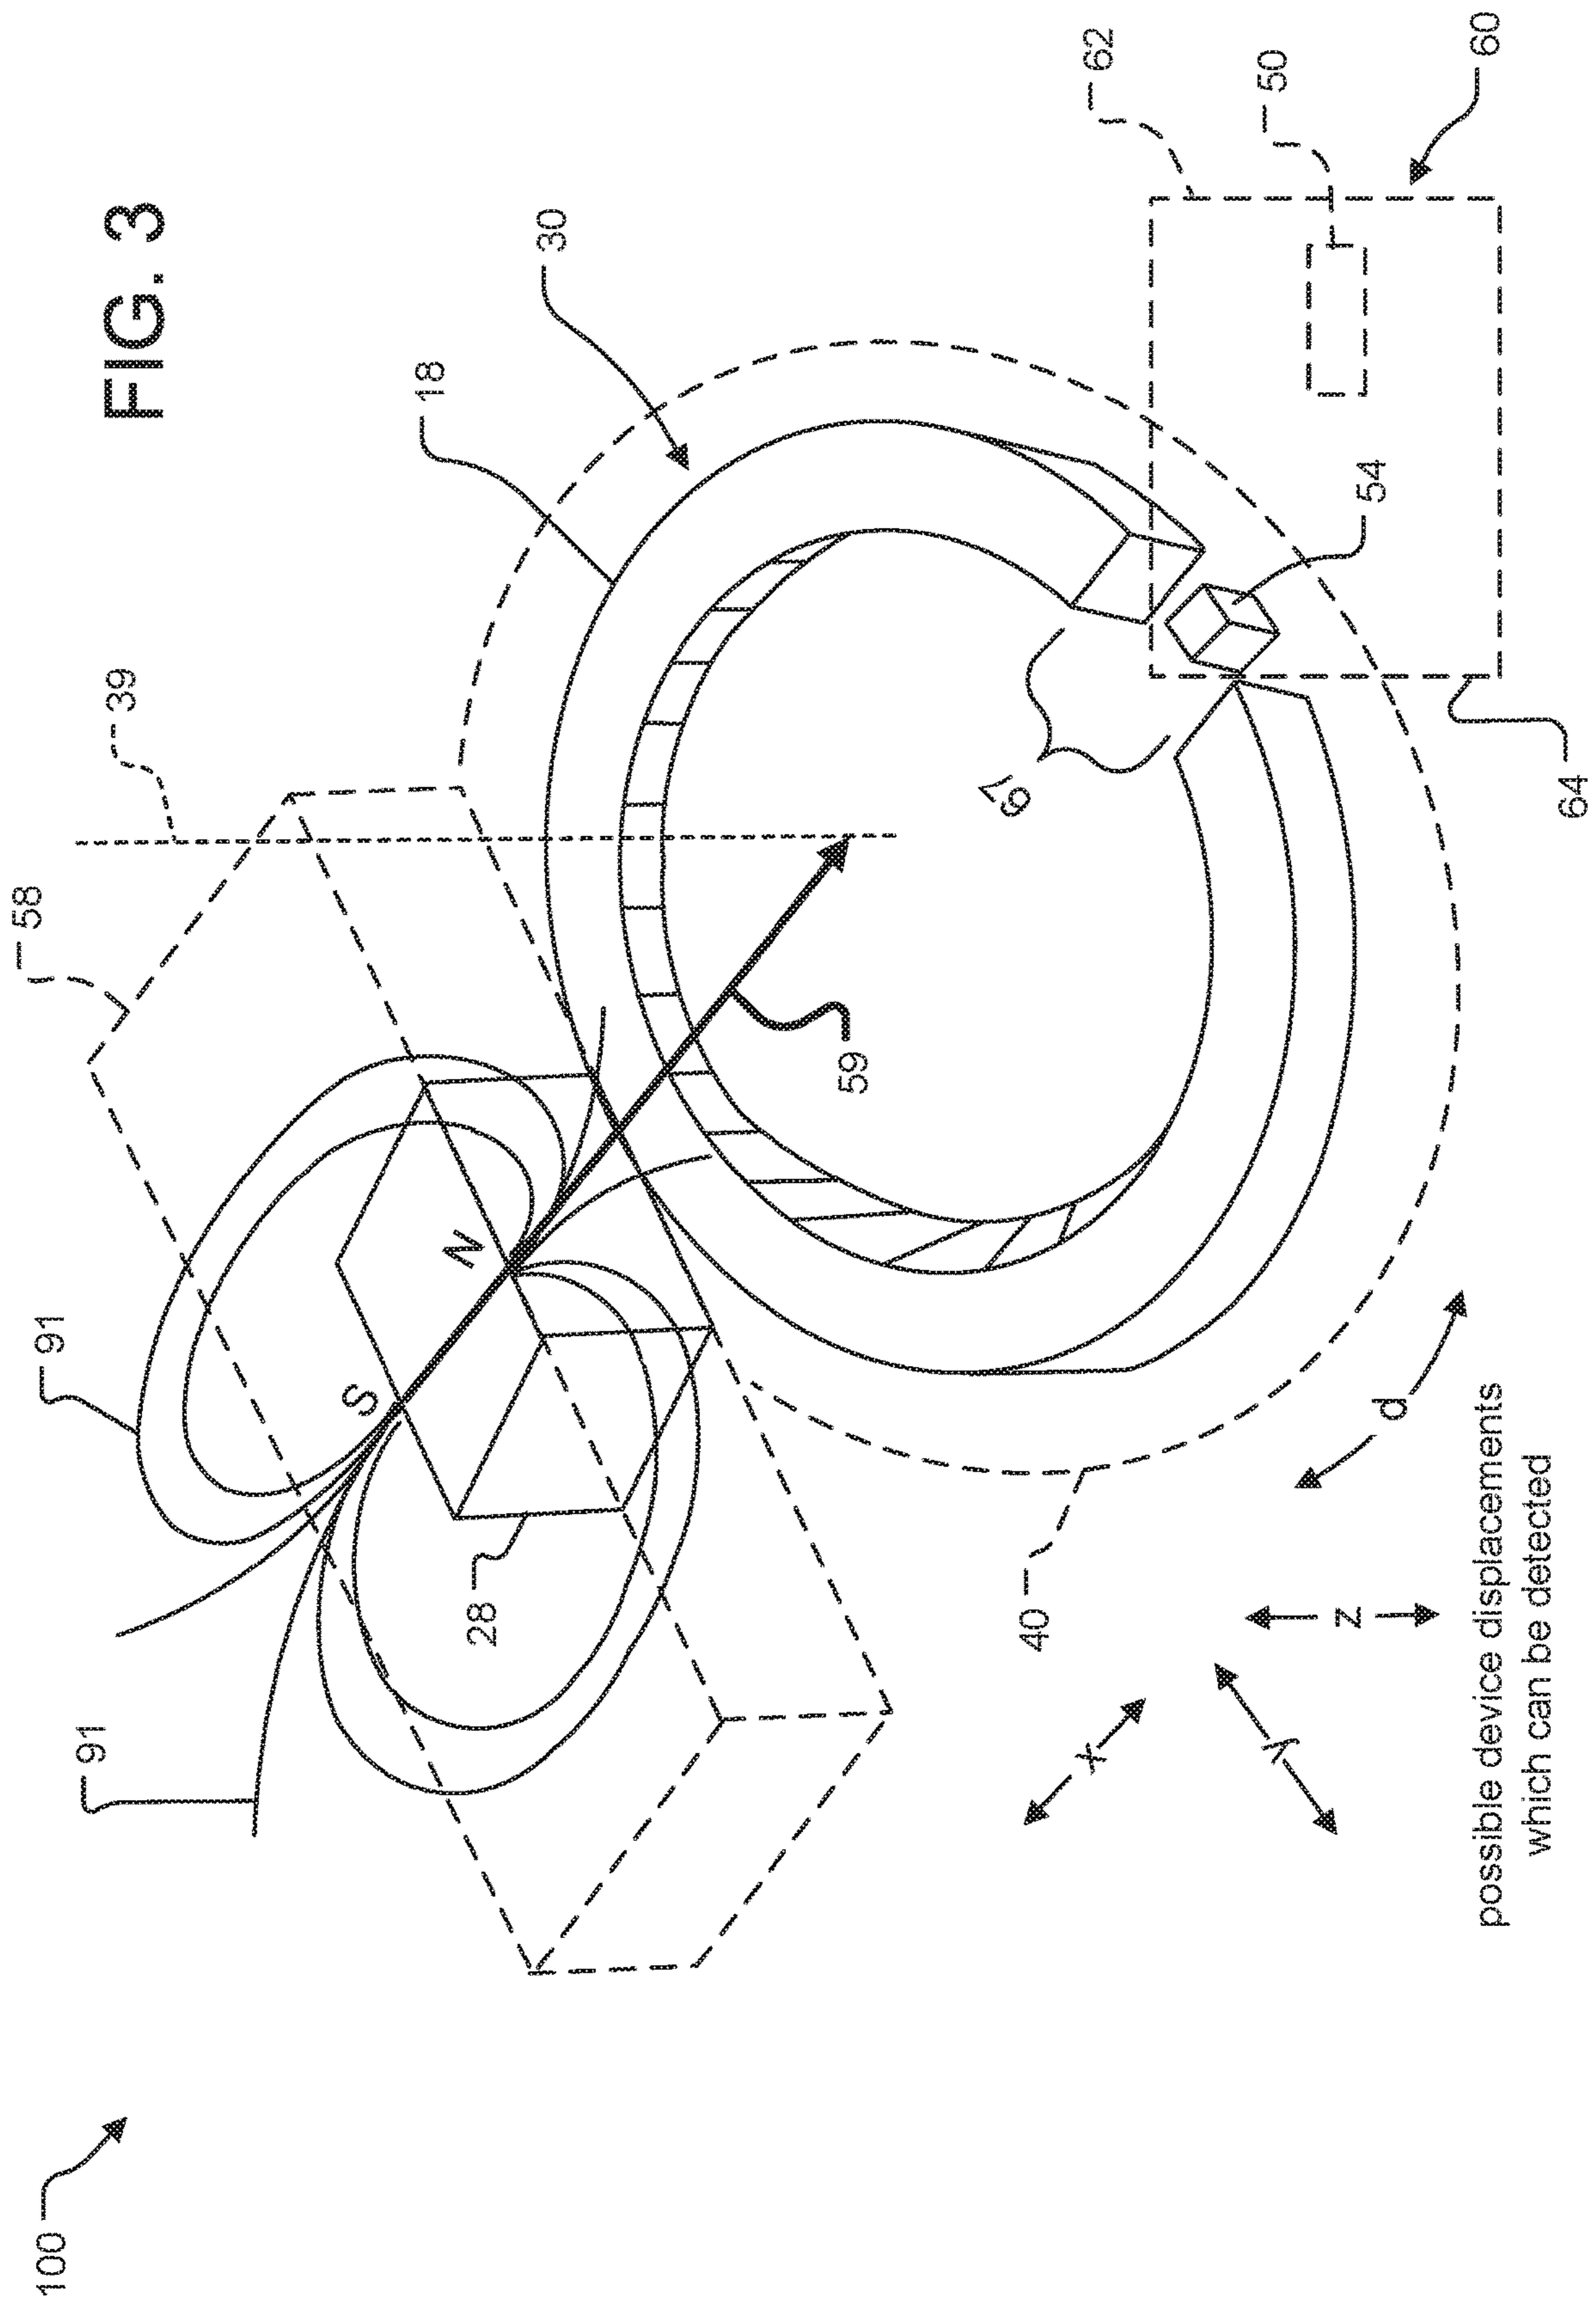 100
91
58
91
39
FIG. 3
S
18
N
28
30
59
67
40
62
x
y
50
z
d
54
60
possible device displacements
which can be detected
64